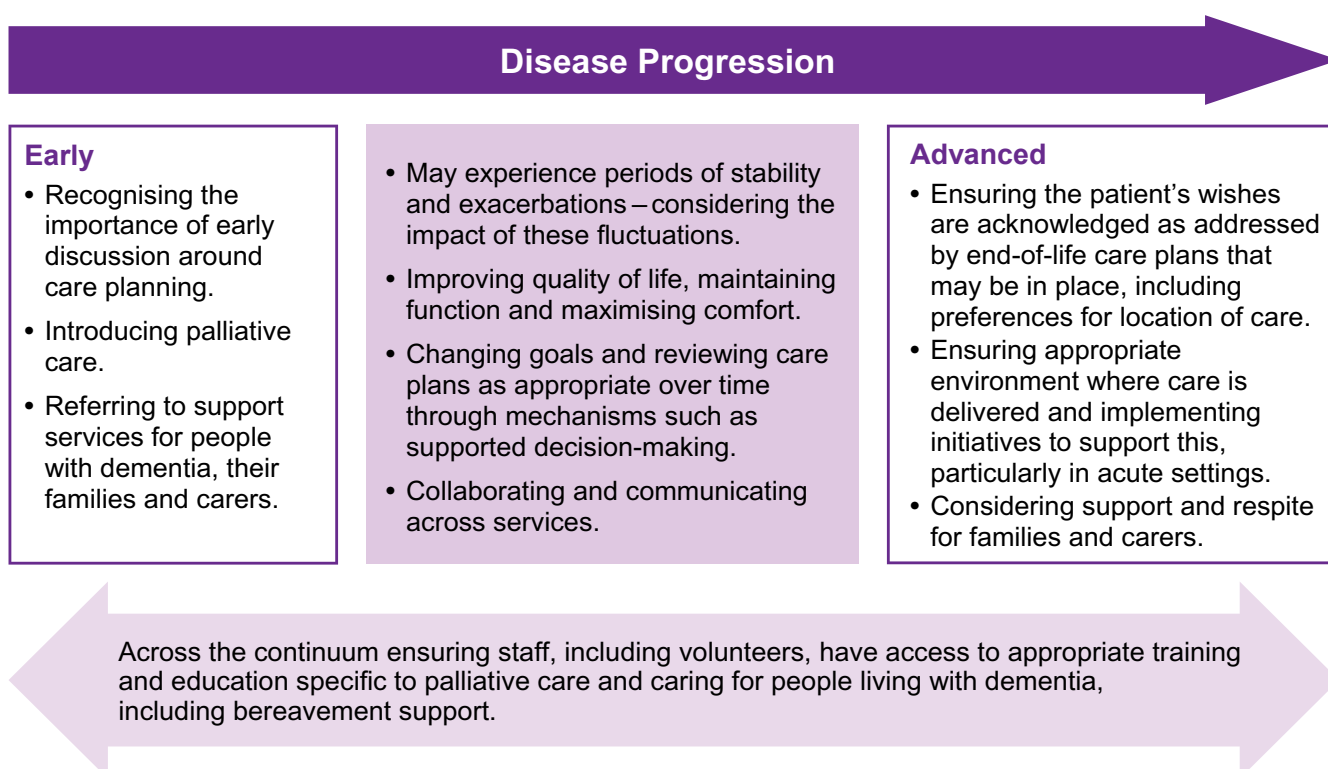 Disease Progression
Early
• Recognising the
importance of early
discussion around
care planning.
• Introducing palliative
care.
• Referring to support
services for people
with dementia, their
families and carers.
• May experience periods of stability
and exacerbations – considering the
impact of these fluctuations.
• Improving quality of life, maintaining
function and maximising comfort.
• Changing goals and reviewing care
plans as appropriate over time
through mechanisms such as
supported decision-making.
• Collaborating and communicating
across services.
Advanced
• Ensuring the patient’s wishes
are acknowledged as addressed
by end-of-life care plans that
may be in place, including
preferences for location of care.
• Ensuring appropriate
environment where care is
delivered and implementing
initiatives to support this,
particularly in acute settings.
• Considering support and respite
for families and carers.
Across the continuum ensuring staff, including volunteers, have access to appropriate training
and education specific to palliative care and caring for people living with dementia,
including bereavement support.